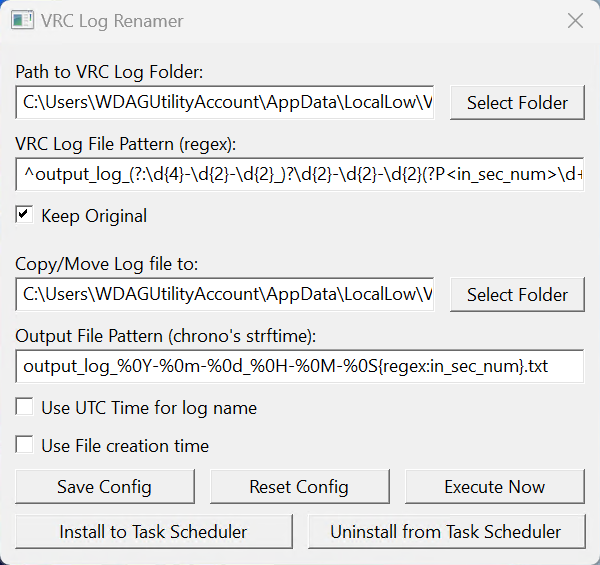 VRC Log Renamer
Path to VRC Log Folder:
C:\Users\WDAGUtilityAccount\AppData\LocalLow\V
Select Folder
VRC Log File Pattern (regex):
^output_log_(?:\d{4}-\d{2}-\d{2}_)?\d{2}-\d{2}-\d{2}(?P<in_sec_num>\d+
Keep Original
Copy/Move Log file to:
C:\Users\WDAGUtilityAccount\AppData\LocalLow\V
Select Folder
Output File Pattern (chrono's strftime):
output_log_%0Y-%0m-%0d_%0H-%0M-%0S{regex:in_sec_num}.txt
Use UTC Time for log name
Use File creation time
Save Config
Reset Config
Execute Now
Install to Task Scheduler
Uninstall from Task Scheduler